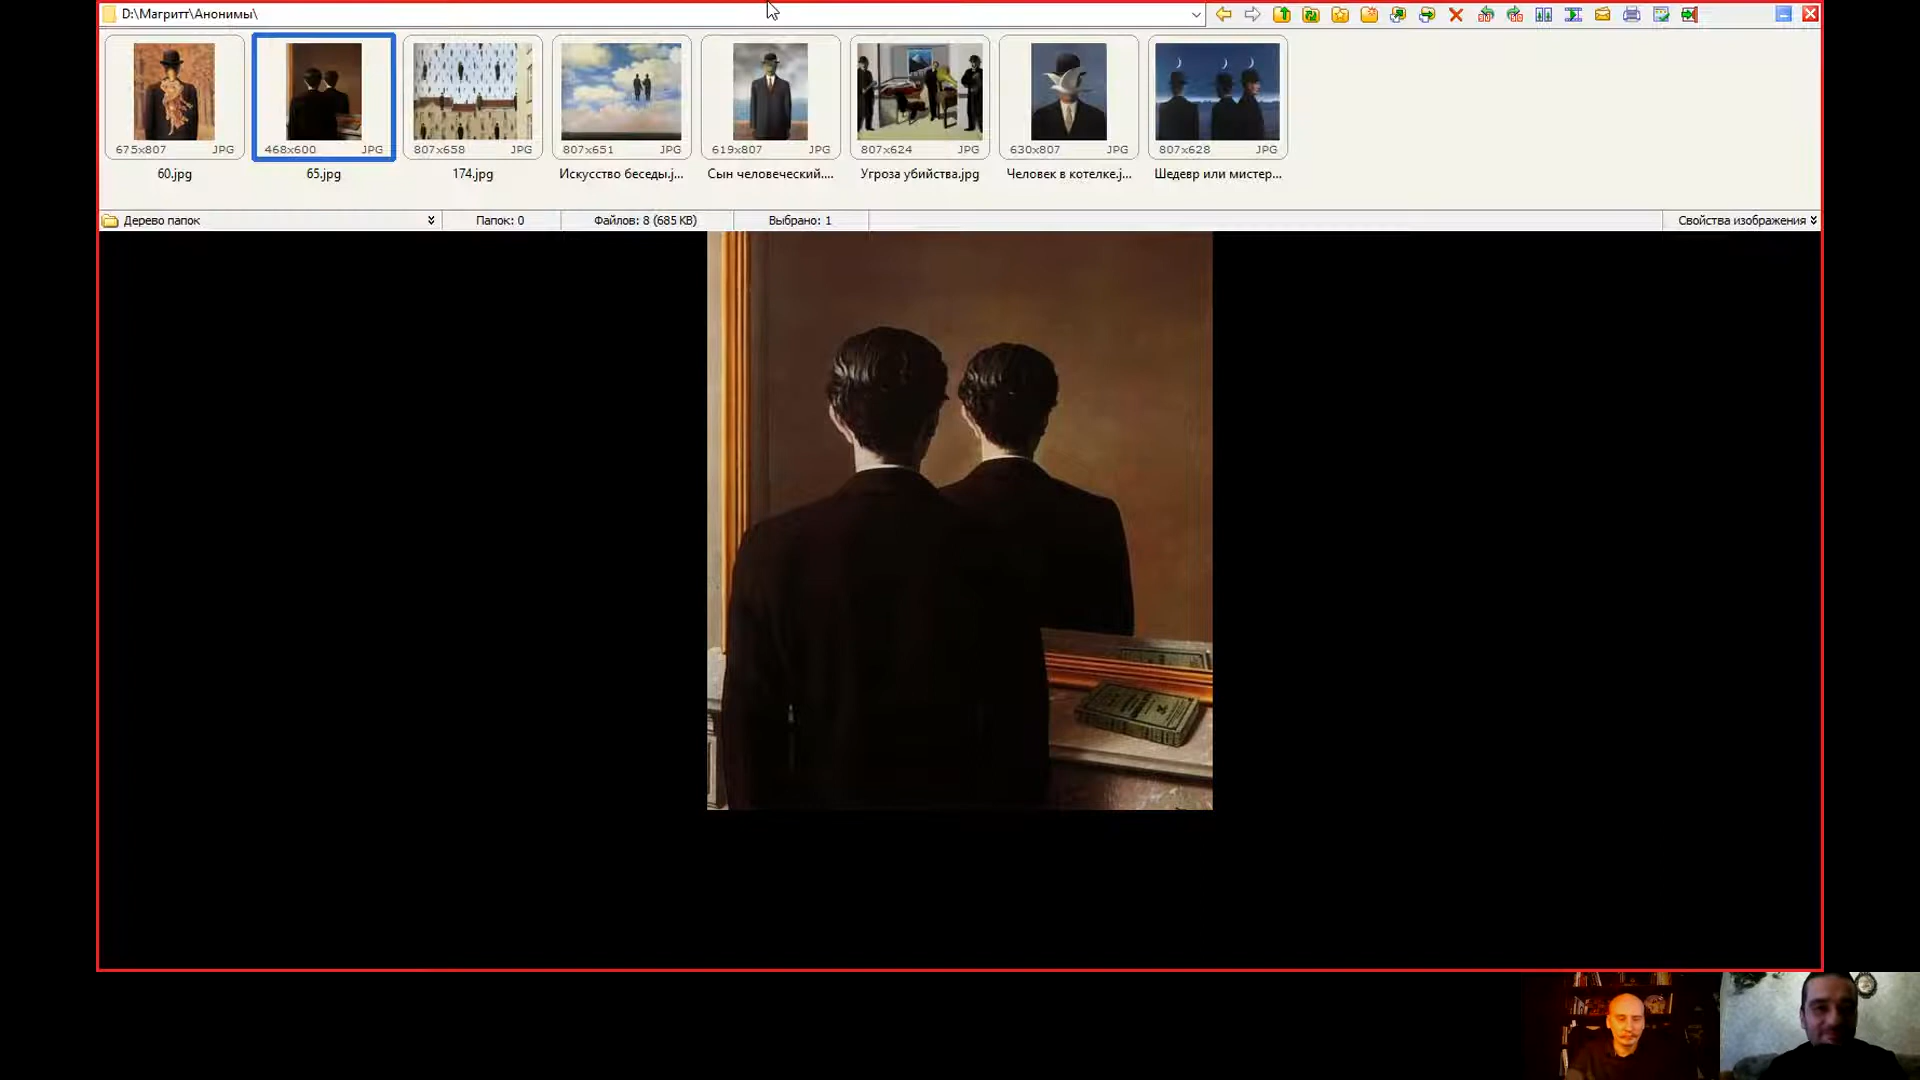 D:\Магритт\Анонимы\
675x807 JPG
468x600 JPG
807x658 JPG
807x651 JPG
619x807 JPG
807x624 JPG
630x807 JPG
807x628 JPG
60.jpg
65.jpg
174.jpg
Искусство беседы.j...
Сын человеческий....
Угроза убийства.jpg
Человек в котелке.j...
Шедевр или мистер...
Дерево папок
Папок: 0
Файлов: 8 (685 KB)
Выбрано: 1
Свойства изображения